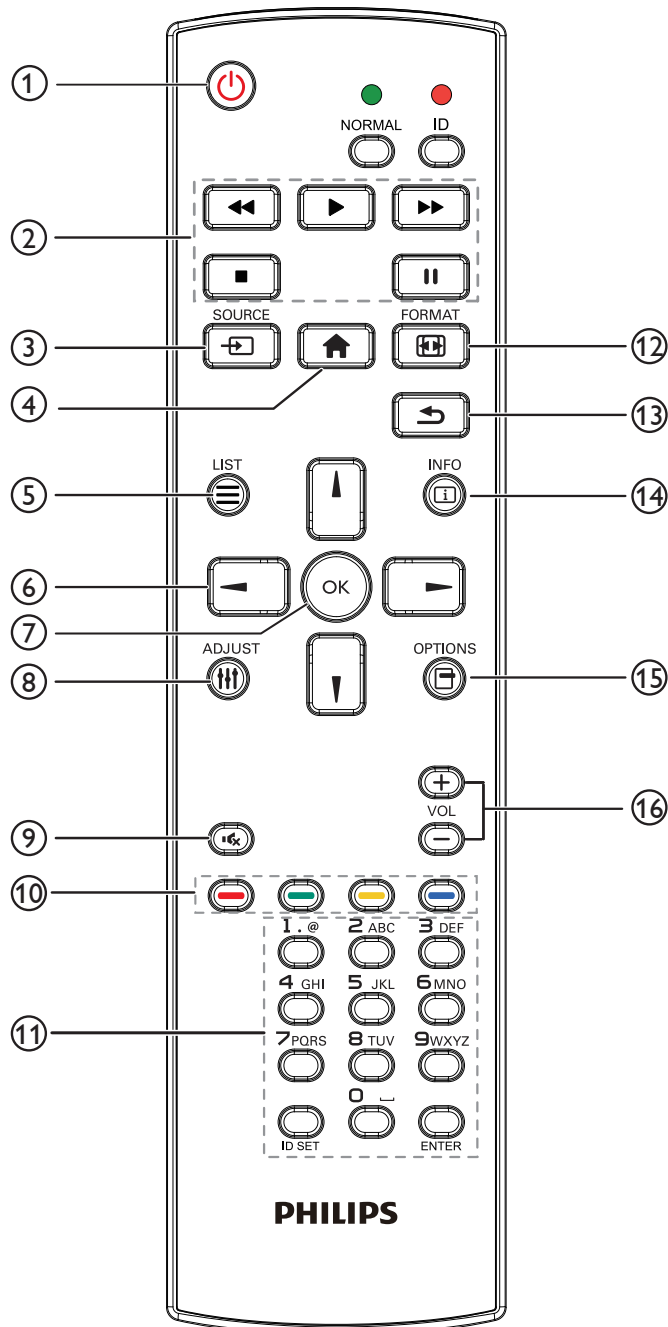 1
NORMAL ID
2
SOURCE FORMAT
3 12
4 13
LIST INFO
5 14
6 OK
7
ADJUST OPTIONS
8 15
+
VOL 16
9 −
10
1 . @ 2 ABC 3 DEF
4 GHI 5 JKL 6 MNO
11 7 PQRS 8 TUV 9 WXYZ
0 ⎵
ID SET ENTER
PHILIPS